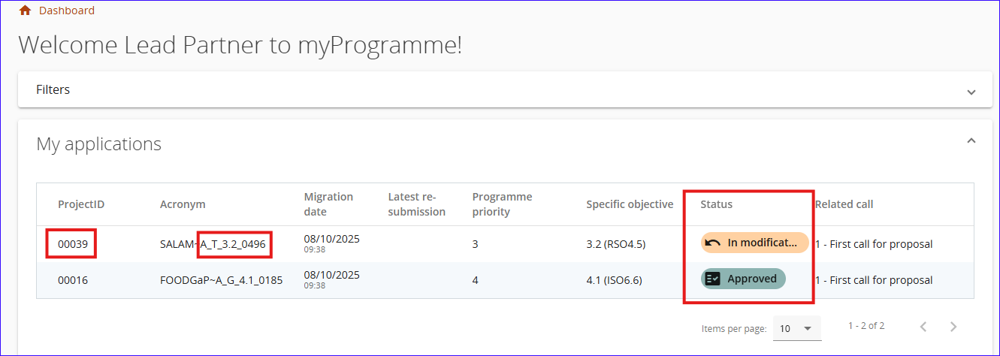 Dashboard
Welcome Lead Partner to myProgramme!
Filters
My applications
ProjectID Acronym Migration date Latest re-submission Programme priority Specific objective Status Related call
00039 SALAM~A_T_3.2_0496 08/10/2025 09:38 3 3.2 (RSO4.5) In modificat... 1 - First call for proposal
00016 FOODGaP~A_G_4.1_0185 08/10/2025 09:38 4 4.1 (ISO6.6) Approved 1 - First call for proposal
Items per page: 10 1 - 2 of 2